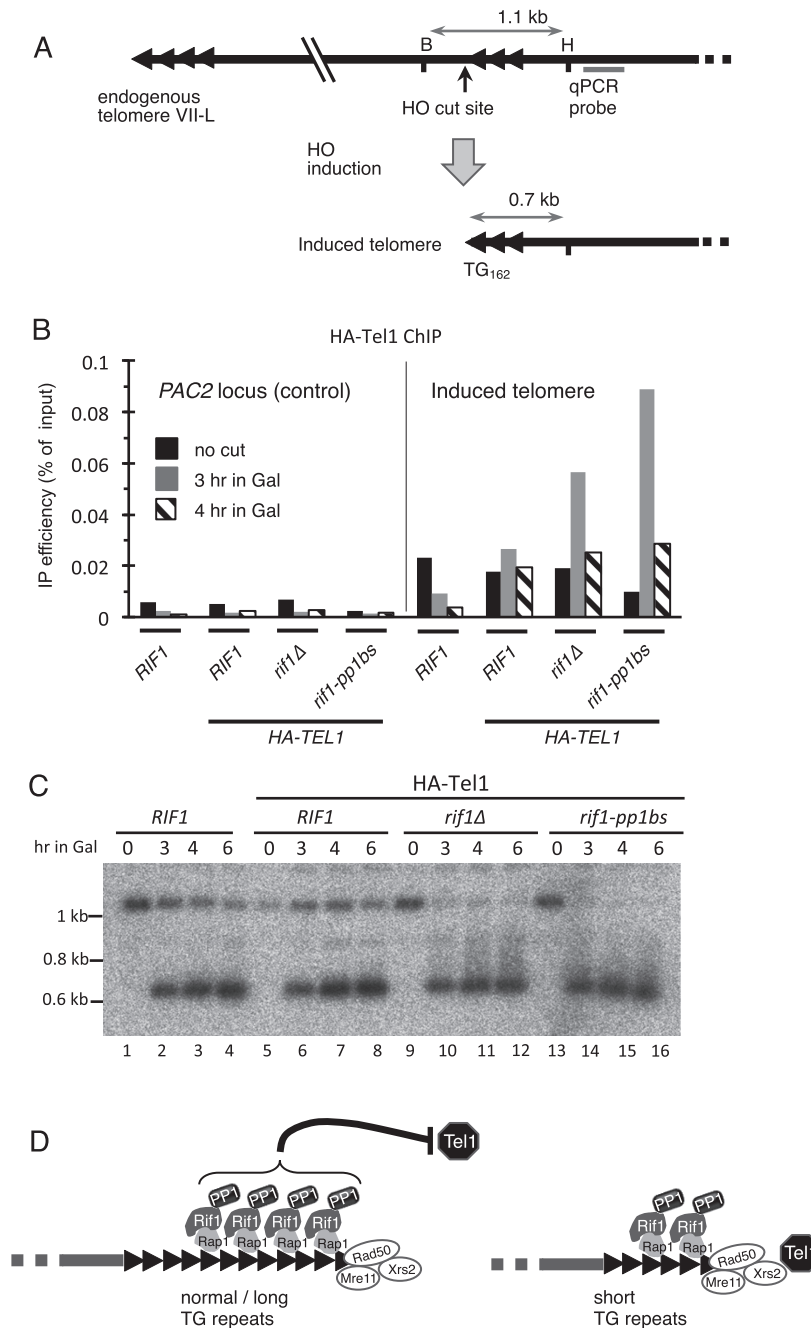 A
1.1 kb
B
H
endogenous
telomere VII-L
HO cut site
qPCR
probe
HO
induction
0.7 kb
Induced telomere
TG162
B
HA-Tel1 ChIP
IP efficiency (% of input)
0.1
0.08
0.06
0.04
0.02
0
PAC2 locus (control)
Induced telomere
no cut
3 hr in Gal
4 hr in Gal
RIF1 RIF1 rif1Δ rif1-pp1bs RIF1 RIF1 rif1Δ rif1-pp1bs
HA-TEL1 HA-TEL1
C
HA-Tel1
RIF1 RIF1 rif1Δ rif1-pp1bs
hr in Gal 0 3 4 6 0 3 4 6 0 3 4 6 0 3 4 6
1 kb
0.8 kb
0.6 kb
1 2 3 4 5 6 7 8 9 10 11 12 13 14 15 16
D
Tel1
PP1 PP1 PP1 PP1 PP1 PP1
Rif1 Rif1 Rif1 Rif1 Rif1 Rif1
Rap1 Rap1 Rap1 Rap1 Rap1 Rap1
Rad50 Rad50 Tel1
Mre11 Xrs2 Mre11 Xrs2
normal / long
TG repeats
short
TG repeats